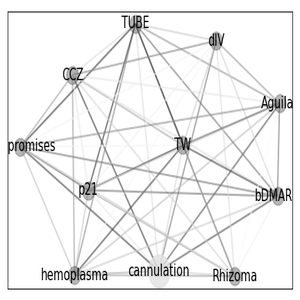 TUBE
dIV
CCZ
Aguila
promises
TW
p21
bDMAR
hemoplasma
cannulation
Rhizoma